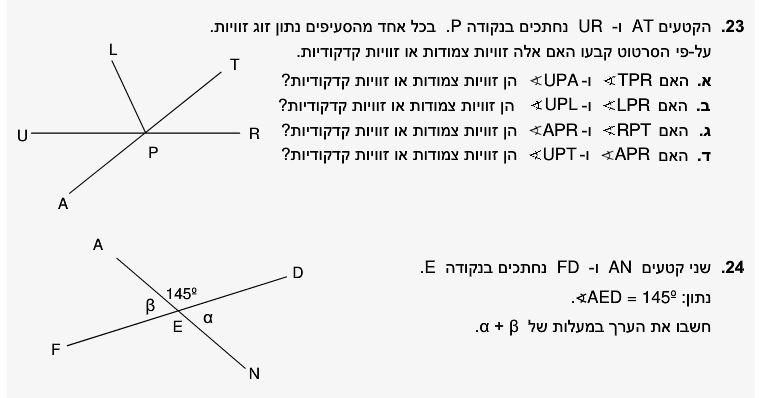 23. הקטעים AT ו- UR נחתכים בנקודה P. בכל אחד מהסעיפים נתון זוג זוויות.
על-פי הסרטוט קבעו האם אלה זוויות צמודות או זוויות קדקודיות.
א. האם ∢TPR ו- ∢UPA הן זוויות צמודות או זוויות קדקודיות?
ב. האם ∢LPR ו- ∢UPL הן זוויות צמודות או זוויות קדקודיות?
ג. האם ∢RPT ו- ∢APR הן זוויות צמודות או זוויות קדקודיות?
ד. האם ∢APR ו- ∢UPT הן זוויות צמודות או זוויות קדקודיות?
L
T
U
R
P
A
24. שני קטעים AN ו- FD נחתכים בנקודה E.
נתון: ∢AED = 145º.
חשבו את הערך במעלות של α + β.
A
D
145º
β
α
E
F
N